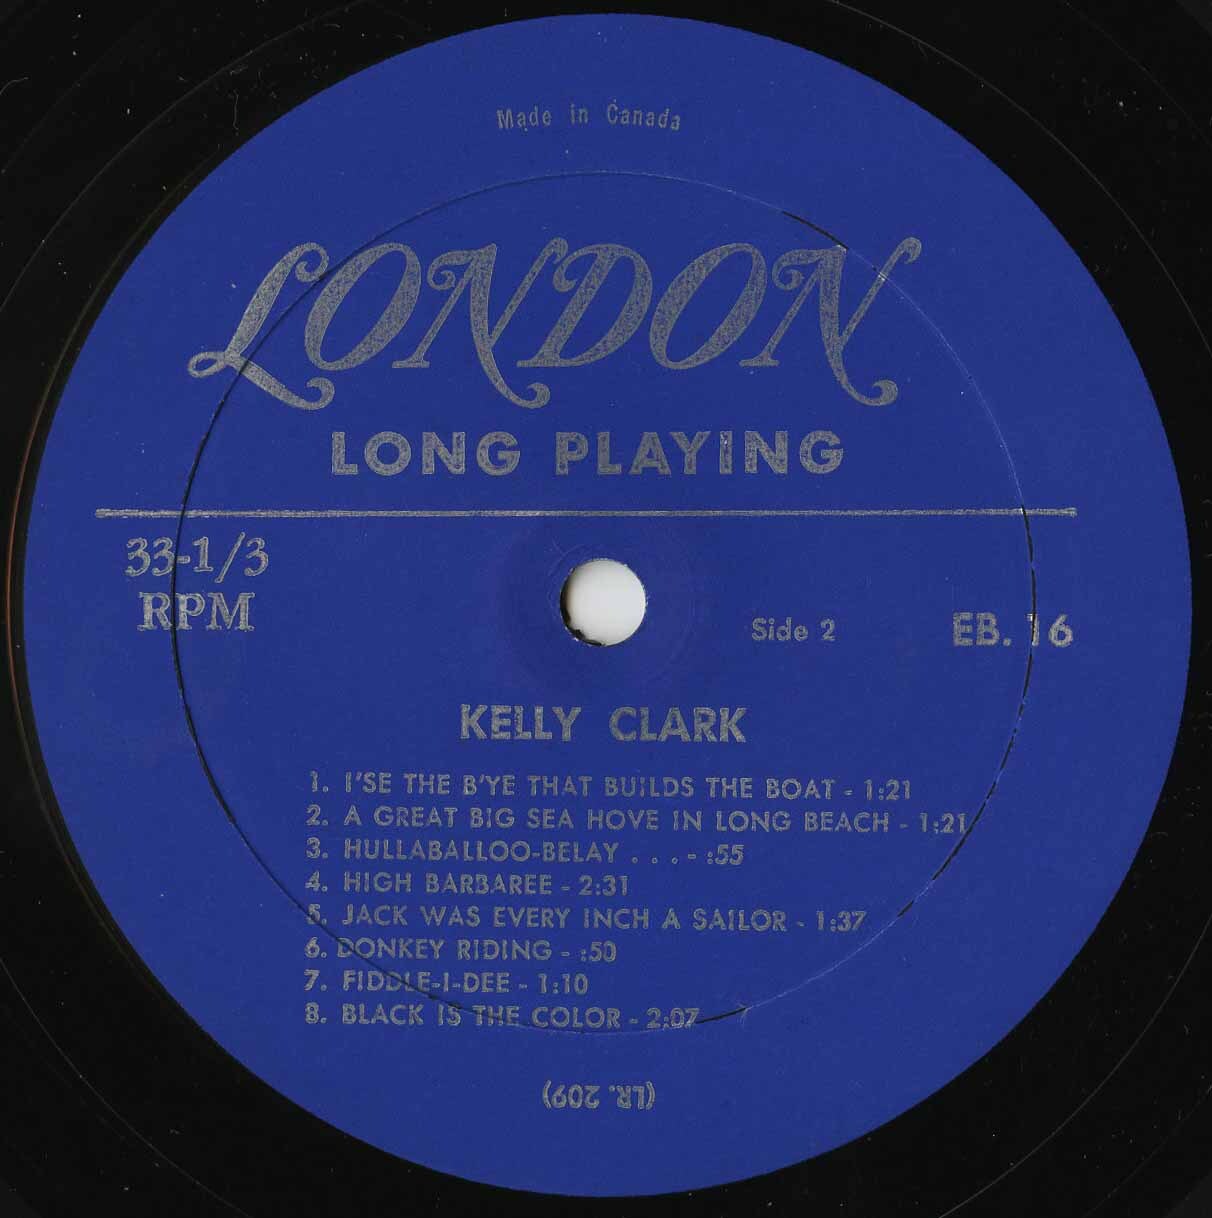 Made in Canada
LONDON
LONG PLAYING
33-1/3
RPM
Side 2
EB. 16
KELLY CLARK
1. I'SE THE B'YE THAT BUILDS THE BOAT - 1:21
2. A GREAT BIG SEA HOVE IN LONG BEACH - 1:21
3. HULLABALLOO-BELAY . . . - :55
4. HIGH BARBAREE - 2:31
5. JACK WAS EVERY INCH A SAILOR - 1:37
6. DONKEY RIDING - :50
7. FIDDLE-I-DEE - 1:10
8. BLACK IS THE COLOR - 2:07
(LR. 209)